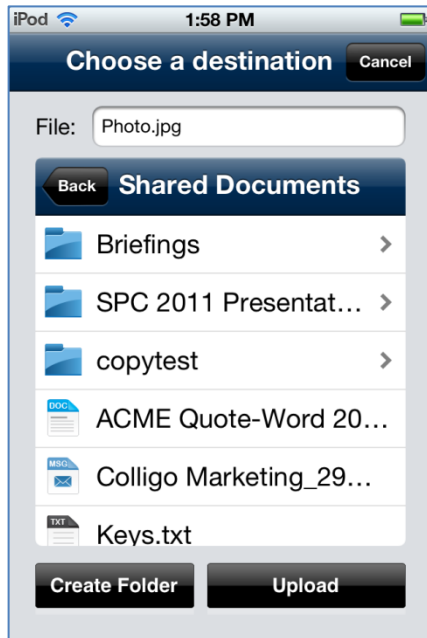 iPod 1:58 PM
Choose a destination Cancel
File: Photo.jpg
Back Shared Documents
Briefings
SPC 2011 Presentat...
copytest
DOC ACME Quote-Word 20...
MSG Colligo Marketing_29...
TXT Keys.txt
Create Folder Upload